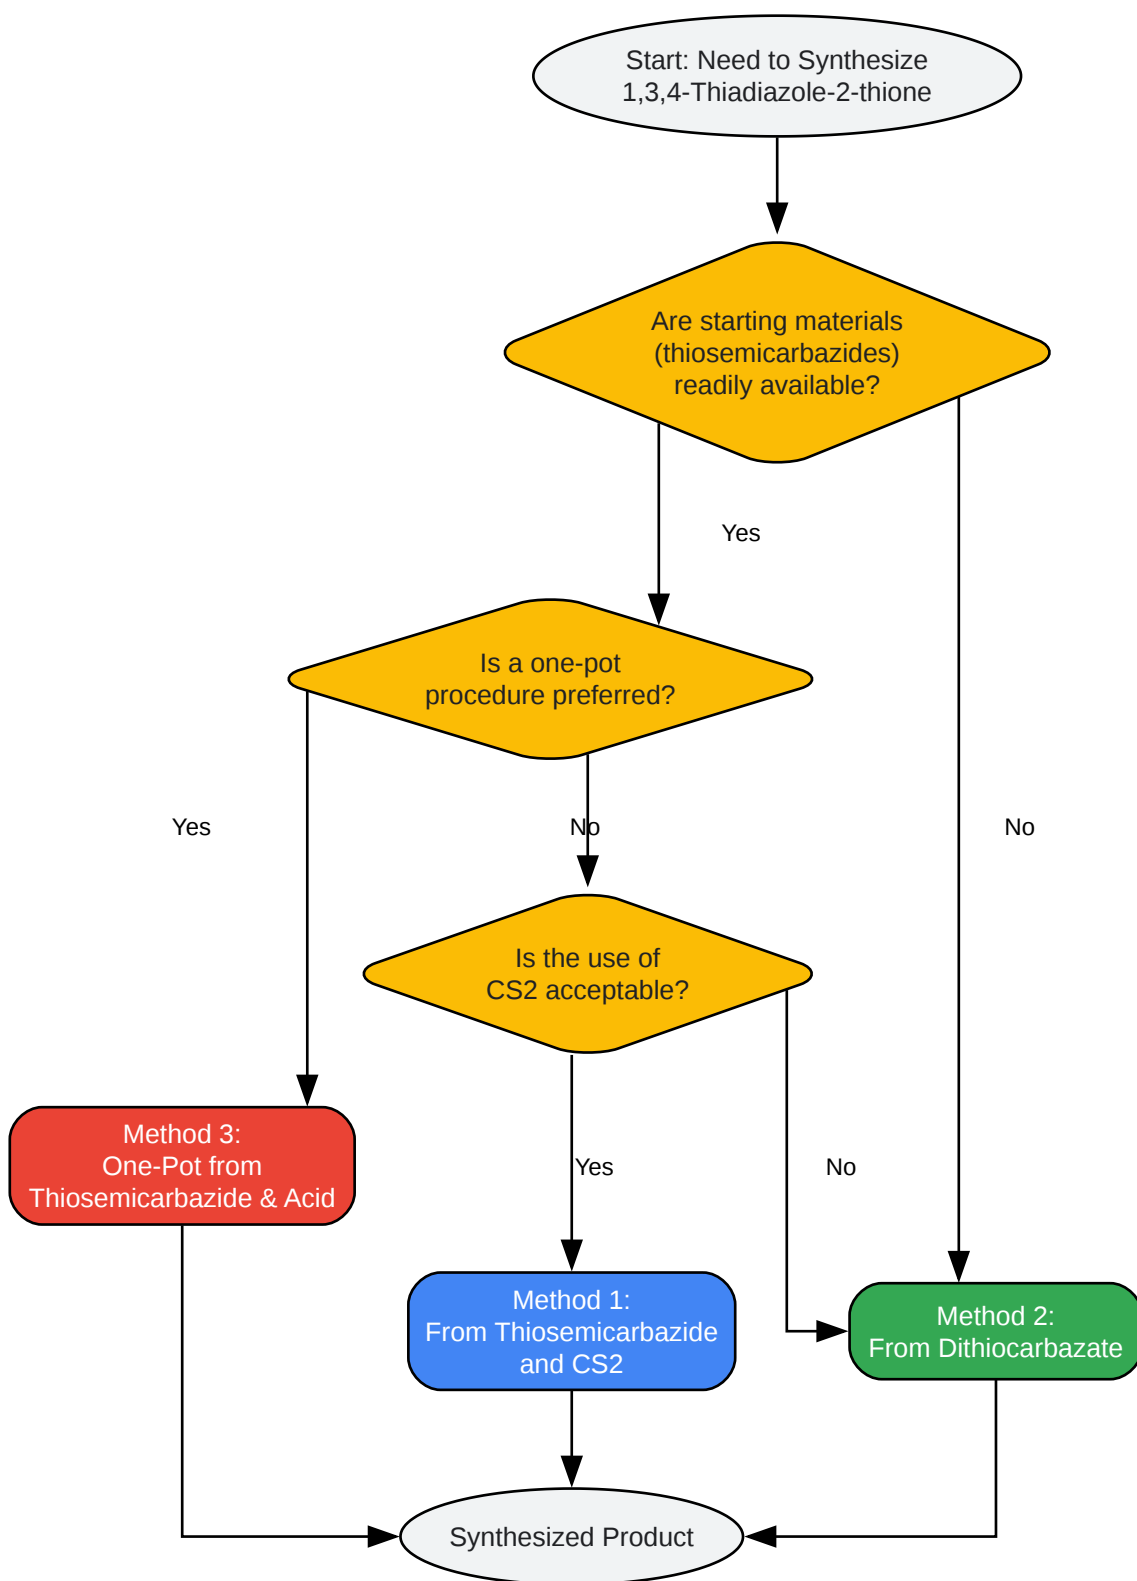 Start: Need to Synthesize
1,3,4-Thiadiazole-2-thione
Are starting materials
(thiosemicarbazides)
readily available?
Yes
Is a one-pot
procedure preferred?
Yes
No
No
Is the use of
CS2 acceptable?
Method 3:
One-Pot from
Thiosemicarbazide & Acid
Yes
No
Method 1:
From Thiosemicarbazide
and CS2
Method 2:
From Dithiocarbazate
Synthesized Product